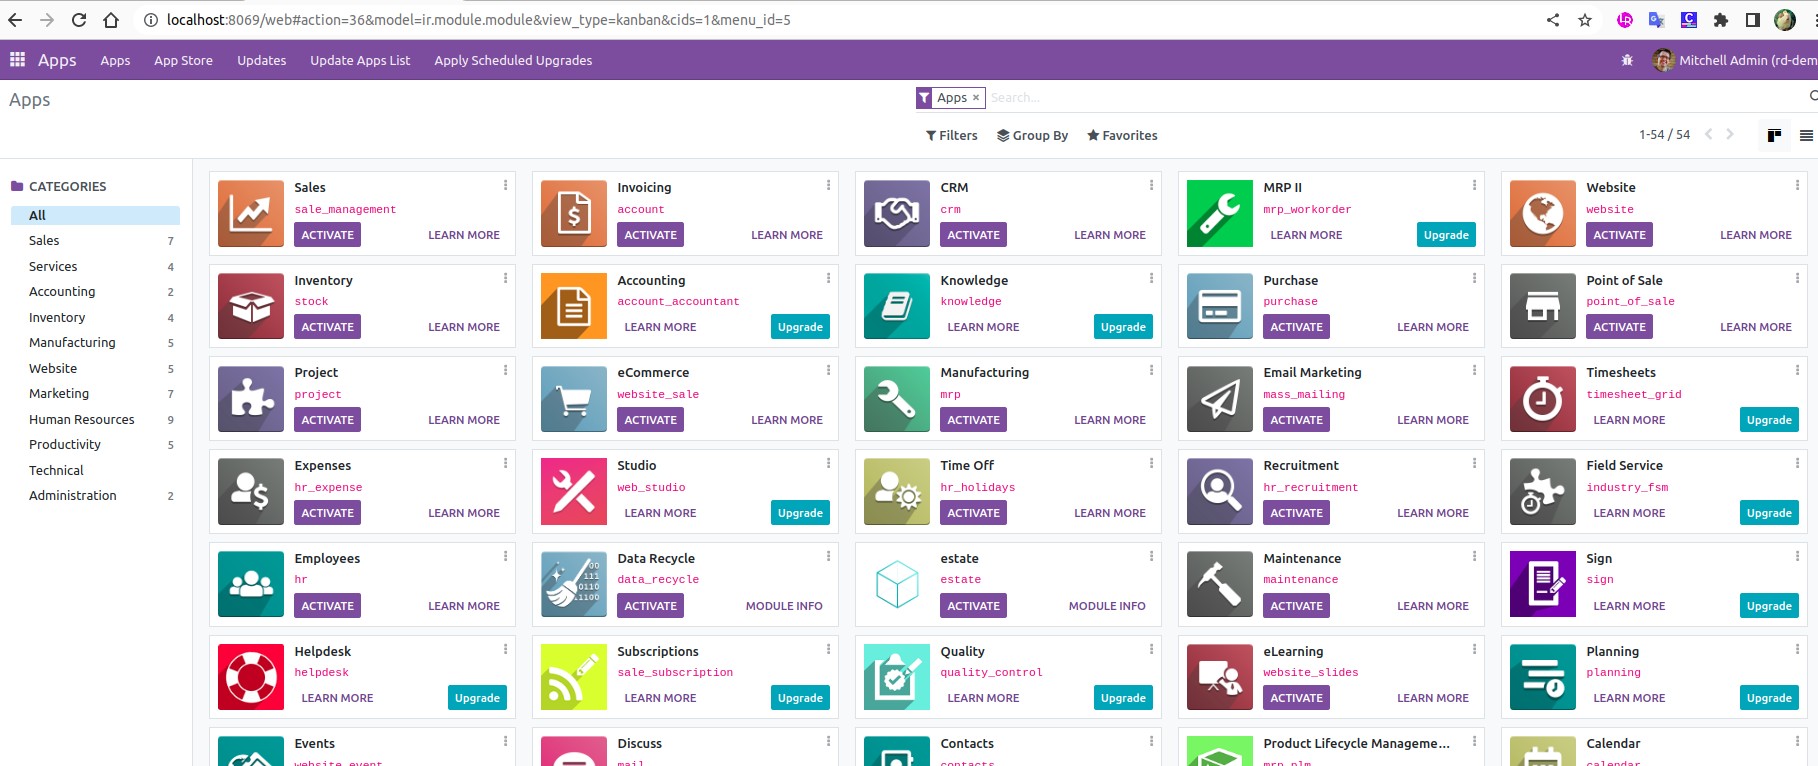 localhost:8069/web#action=36&model=ir.module.module&view_type=kanban&cids=1&menu_id=5
Apps Apps App Store Updates Update Apps List Apply Scheduled Upgrades Mitchell Admin (rd-dem
Apps
Apps × Search...
Filters Group By Favorites 1-54 / 54
CATEGORIES
All
Sales 7
Services 4
Accounting 2
Inventory 4
Manufacturing 5
Website 5
Marketing 7
Human Resources 9
Productivity 5
Technical
Administration 2
Sales
sale_management
ACTIVATE LEARN MORE
Invoicing
account
ACTIVATE LEARN MORE
CRM
crm
ACTIVATE LEARN MORE
MRP II
mrp_workorder
LEARN MORE Upgrade
Website
website
ACTIVATE LEARN MORE
Inventory
stock
ACTIVATE LEARN MORE
Accounting
account_accountant
LEARN MORE Upgrade
Knowledge
knowledge
LEARN MORE Upgrade
Purchase
purchase
ACTIVATE LEARN MORE
Point of Sale
point_of_sale
ACTIVATE LEARN MORE
Project
project
ACTIVATE LEARN MORE
eCommerce
website_sale
ACTIVATE LEARN MORE
Manufacturing
mrp
ACTIVATE LEARN MORE
Email Marketing
mass_mailing
ACTIVATE LEARN MORE
Timesheets
timesheet_grid
LEARN MORE Upgrade
Expenses
hr_expense
ACTIVATE LEARN MORE
Studio
web_studio
LEARN MORE Upgrade
Time Off
hr_holidays
ACTIVATE LEARN MORE
Recruitment
hr_recruitment
ACTIVATE LEARN MORE
Field Service
industry_fsm
LEARN MORE Upgrade
Employees
hr
ACTIVATE LEARN MORE
Data Recycle
data_recycle
ACTIVATE MODULE INFO
estate
estate
ACTIVATE MODULE INFO
Maintenance
maintenance
ACTIVATE LEARN MORE
Sign
sign
LEARN MORE Upgrade
Helpdesk
helpdesk
LEARN MORE Upgrade
Subscriptions
sale_subscription
LEARN MORE Upgrade
Quality
quality_control
LEARN MORE Upgrade
eLearning
website_slides
ACTIVATE LEARN MORE
Planning
planning
LEARN MORE Upgrade
Events
website_event
Discuss
mail
Contacts
contacts
Product Lifecycle Manageme...
mrp_plm
Calendar
calendar